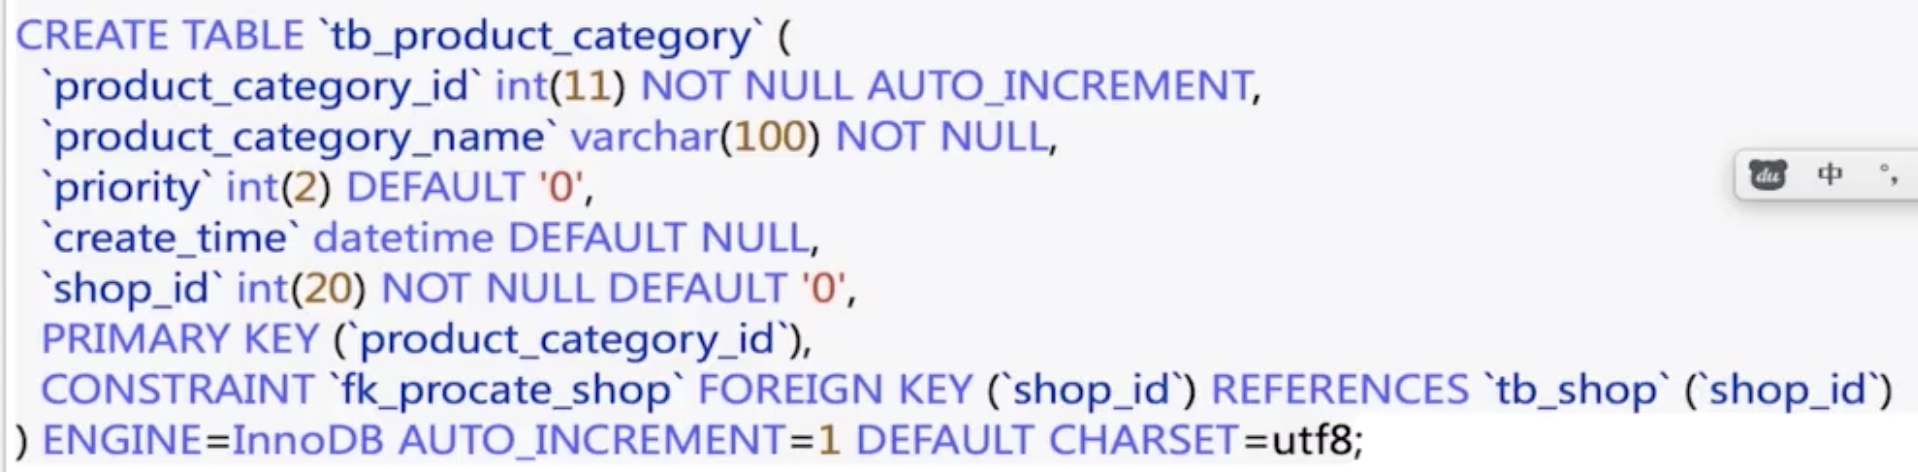 CREATE TABLE `tb_product_category` (
`product_category_id` int(11) NOT NULL AUTO_INCREMENT,
`product_category_name` varchar(100) NOT NULL,
`priority` int(2) DEFAULT '0',
`create_time` datetime DEFAULT NULL,
`shop_id` int(20) NOT NULL DEFAULT '0',
PRIMARY KEY (`product_category_id`),
CONSTRAINT `fk_procate_shop` FOREIGN KEY (`shop_id`) REFERENCES `tb_shop` (`shop_id`)
) ENGINE=InnoDB AUTO_INCREMENT=1 DEFAULT CHARSET=utf8;
du 中 °,